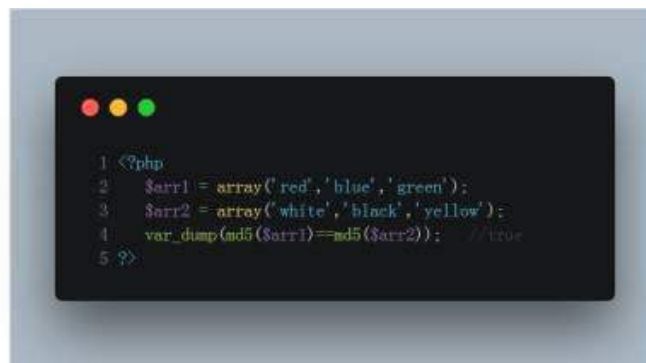 1 <?php
2 $arr1 = array('red','blue','green');
3 $arr2 = array('white','black','yellow');
4 var_dump(md5($arr1)==md5($arr2)); //true
5 ?>